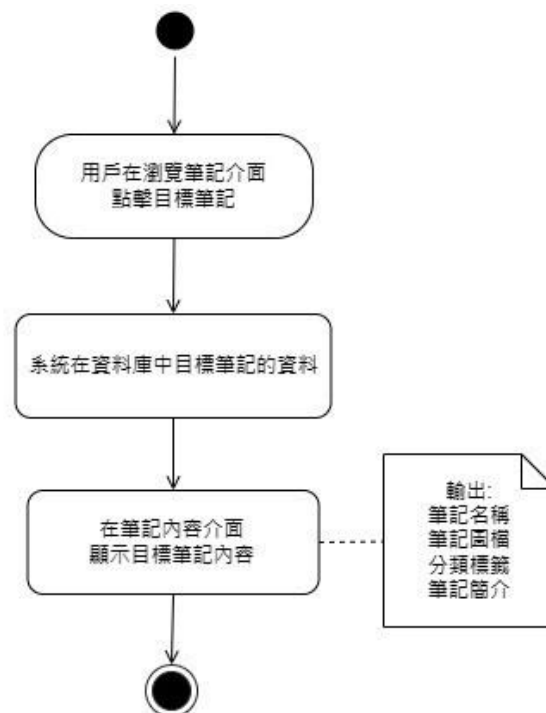 用戶在瀏覽筆記介面
點擊目標筆記
系統在資料庫中目標筆記的資料
在筆記內容介面
顯示目標筆記內容
輸出:
筆記名稱
筆記圖檔
分類標籤
筆記簡介